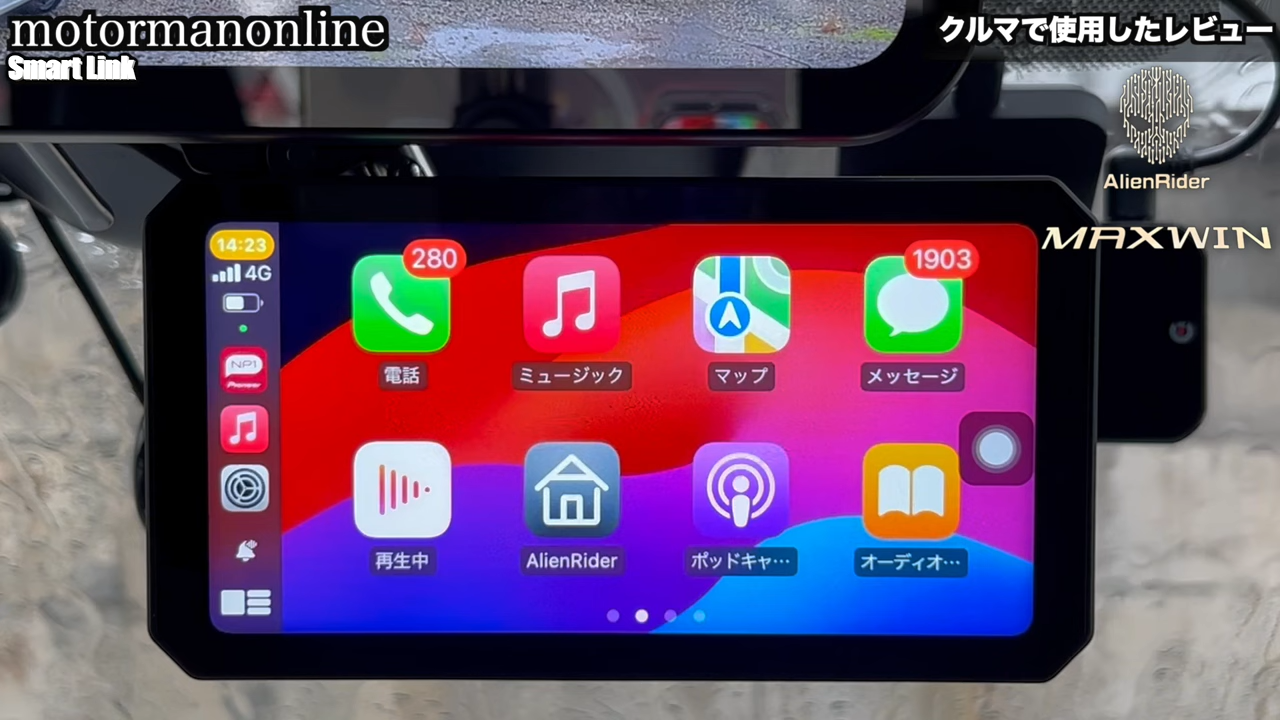 motormanonline
Smart Link
クルマで使用したレビュー
AlienRider
MAXWIN
14:23
4G
280
1903
電話
ミュージック
マップ
メッセージ
NP1
Pioneer
再生中
AlienRider
ポッドキャ…
オーディオ…